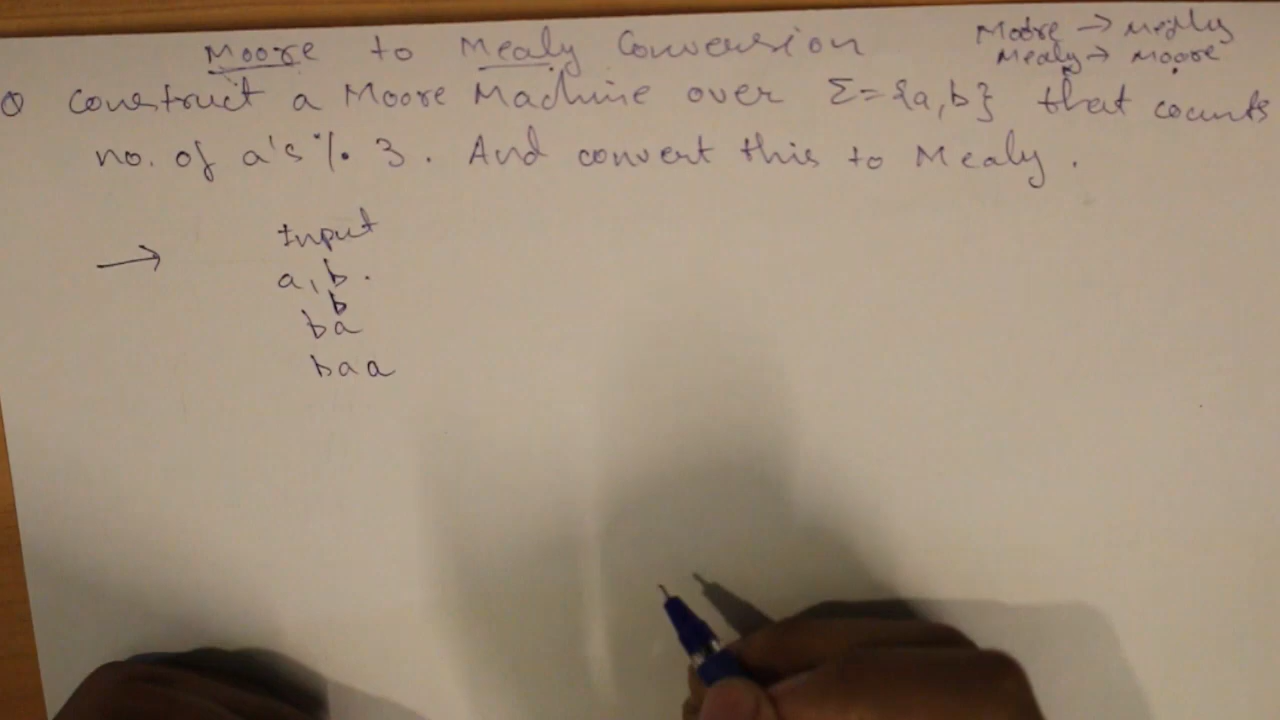 Moore to Mealy Conversion
Moore → Mealy
Mealy → Moore
Q Construct a Moore Machine over Σ={a,b} that counts
no. of a's % 3. And convert this to Mealy.
→ Input
a,b.
b
ba
baa